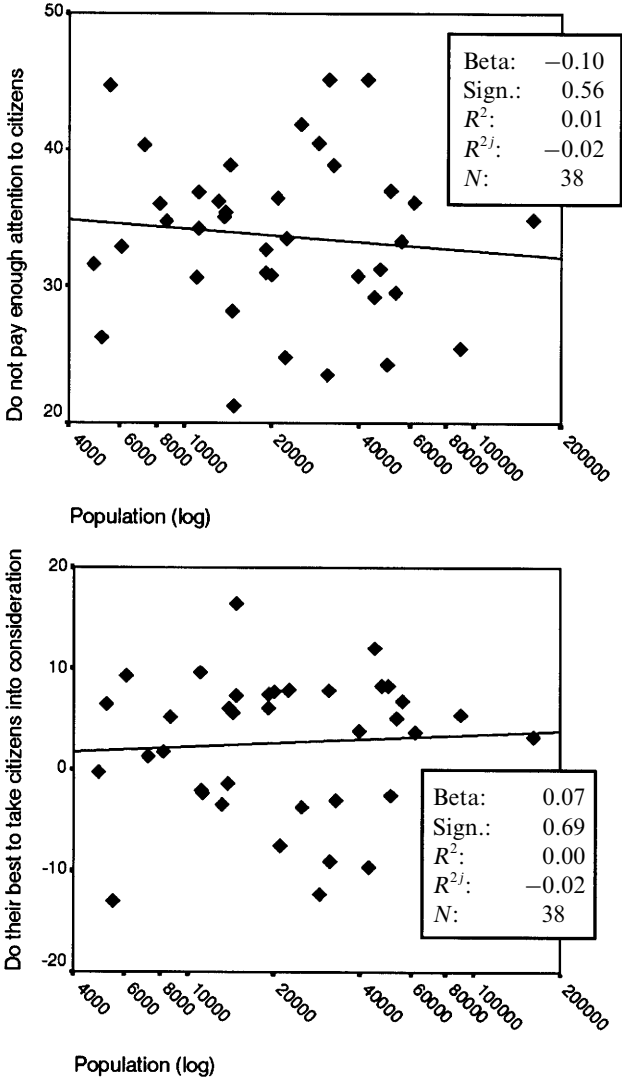 Do not pay enough attention to citizens
50
40
30
20
Beta: −0.10
Sign.: 0.56
R²: 0.01
R²ʲ: −0.02
N: 38
4000 6000 8000 10000 20000 40000 60000 80000 100000 200000
Population (log)
Do their best to take citizens into consideration
20
10
0
-10
-20
Beta: 0.07
Sign.: 0.69
R²: 0.00
R²ʲ: −0.02
N: 38
4000 6000 8000 10000 20000 40000 60000 80000 100000 200000
Population (log)